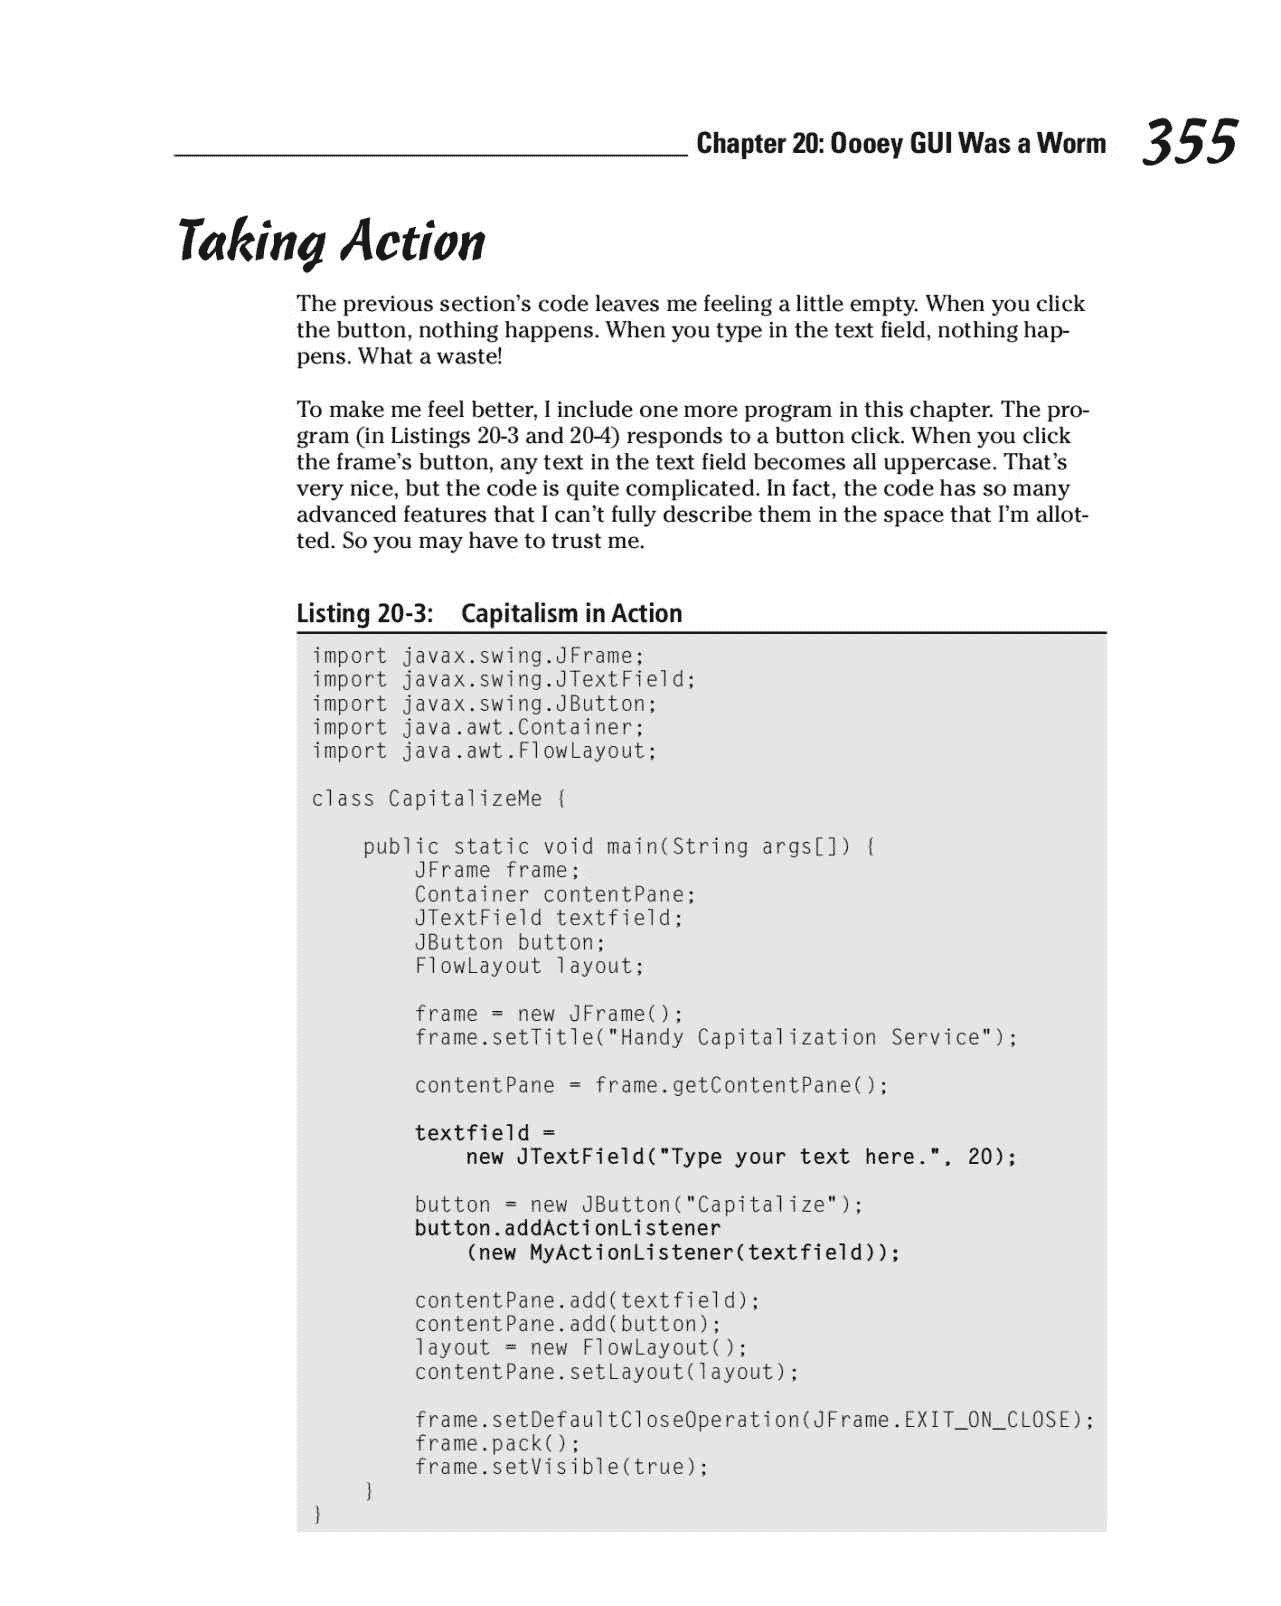 Chapter 20: Oooey GUI Was a Worm 355
Taking Action
The previous section's code leaves me feeling a little empty. When you click
the button, nothing happens. When you type in the text field, nothing hap-
pens. What a waste!
To make me feel better, I include one more program in this chapter. The pro-
gram (in Listings 20-3 and 20-4) responds to a button click. When you click
the frame's button, any text in the text field becomes all uppercase. That's
very nice, but the code is quite complicated. In fact, the code has so many
advanced features that I can't fully describe them in the space that I'm allot-
ted. So you may have to trust me.
Listing 20-3: Capitalism in Action
import javax.swing.JFrame;
import javax.swing.JTextField;
import javax.swing.JButton;
import java.awt.Container;
import java.awt.FlowLayout;
class CapitalizeMe {
    public static void main(String args[]) {
        JFrame frame;
        Container contentPane;
        JTextField textfield;
        JButton button;
        FlowLayout layout;
        frame = new JFrame();
        frame.setTitle("Handy Capitalization Service");
        contentPane = frame.getContentPane();
        textfield =
            new JTextField("Type your text here.", 20);
        button = new JButton("Capitalize");
        button.addActionListener
            (new MyActionListener(textfield));
        contentPane.add(textfield);
        contentPane.add(button);
        layout = new FlowLayout();
        contentPane.setLayout(layout);
        frame.setDefaultCloseOperation(JFrame.EXIT_ON_CLOSE);
        frame.pack();
        frame.setVisible(true);
    }
}